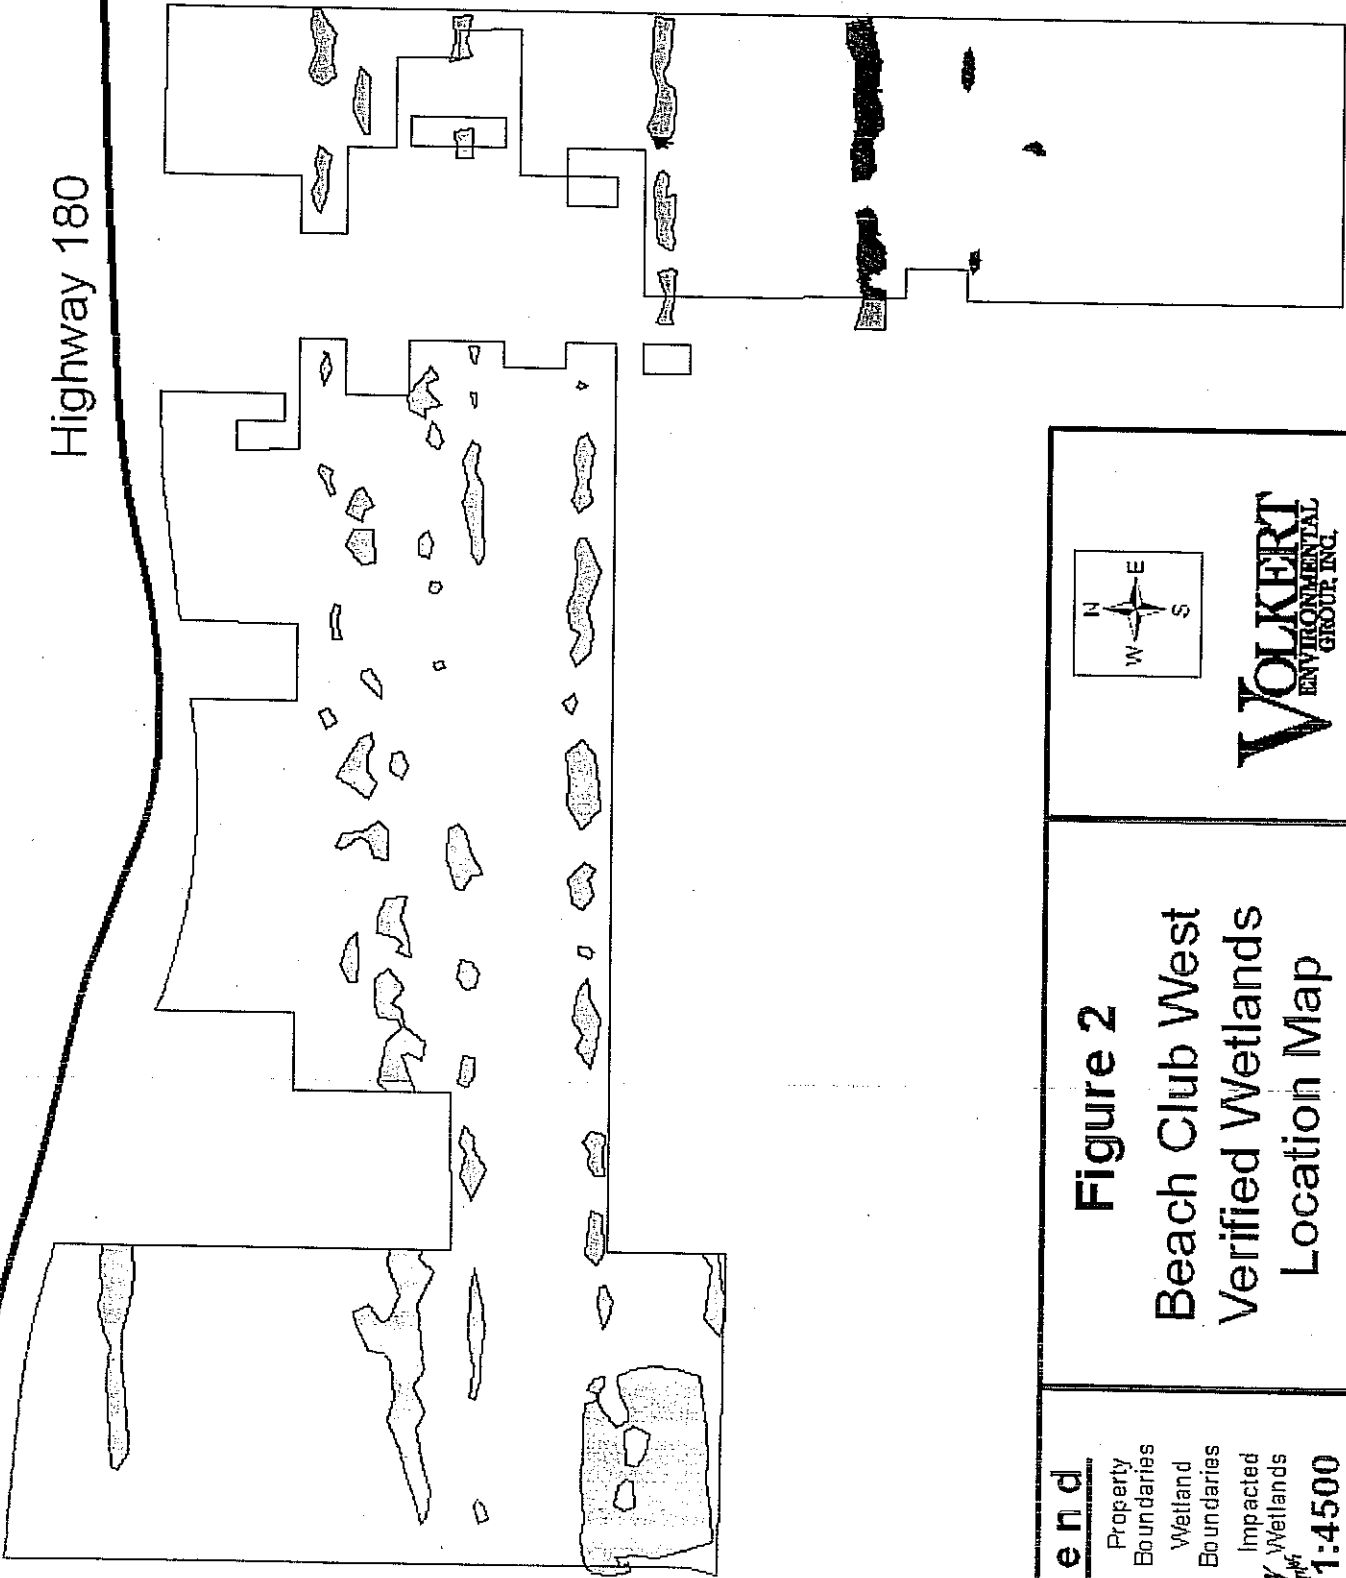 Highway 180
e n d
Property
Boundaries
Wetland
Boundaries
Impacted
Wetlands
1:4500
Figure 2
Beach Club West
Verified Wetlands
Location Map
N
W
E
S
VOLKERT
ENVIRONMENTAL
GROUP, INC.